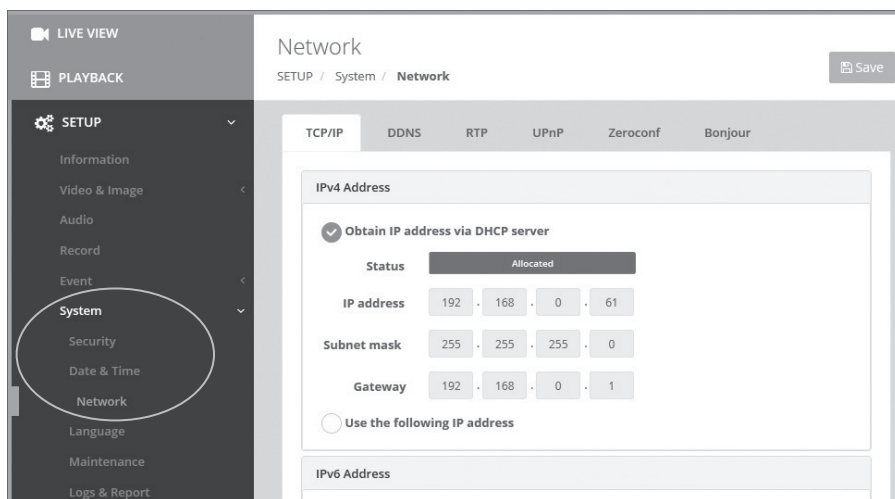 LIVE VIEW
PLAYBACK
SETUP
Information
Video & Image
Audio
Record
Event
System
Security
Date & Time
Network
Language
Maintenance
Logs & Report
Network
SETUP / System / Network
Save
TCP/IP DDNS RTP UPnP Zeroconf Bonjour
IPv4 Address
Obtain IP address via DHCP server
Status Allocated
IP address 192 . 168 . 0 . 61
Subnet mask 255 . 255 . 255 . 0
Gateway 192 . 168 . 0 . 1
Use the following IP address
IPv6 Address